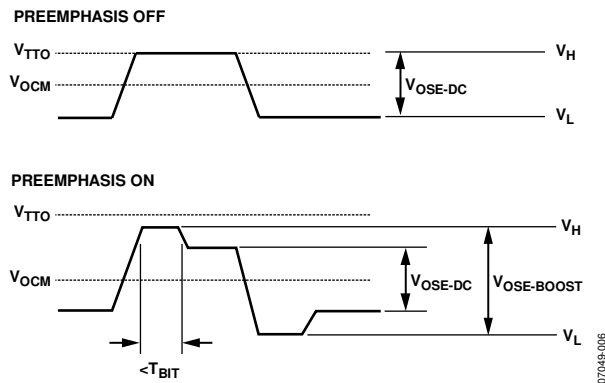 PREEMPHASIS OFF
VTTO
VH
VOCM
VOSE-DC
VL
PREEMPHASIS ON
VTTO
VH
VOCM
VOSE-DC
VOSE-BOOST
VL
<TBIT
07049-006